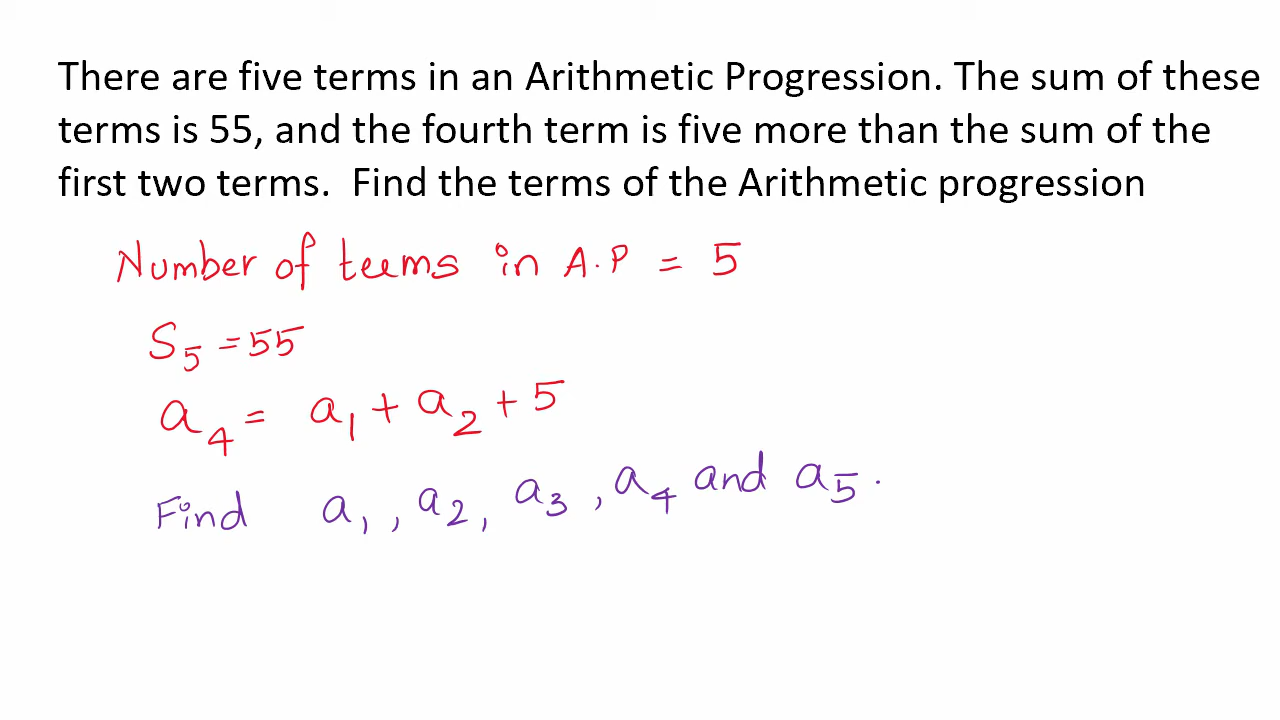 There are five terms in an Arithmetic Progression. The sum of these
terms is 55, and the fourth term is five more than the sum of the
first two terms.  Find the terms of the Arithmetic progression
Number of terms in A.P = 5
S₅ = 55
a₄ = a₁ + a₂ + 5
Find a₁, a₂, a₃, a₄ and a₅.